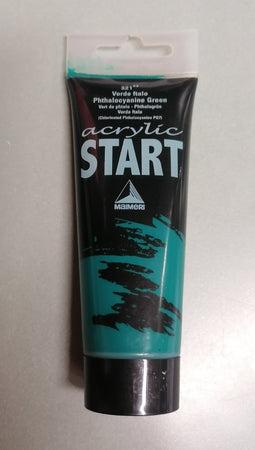 321**
Verde ftalo
Phthalocyanine Green
Vert de phtalo - Phthalogrün
Verde ftalo
(Chlorinated Phthalocyanine PG7)
acrylic
START
MAIMERI